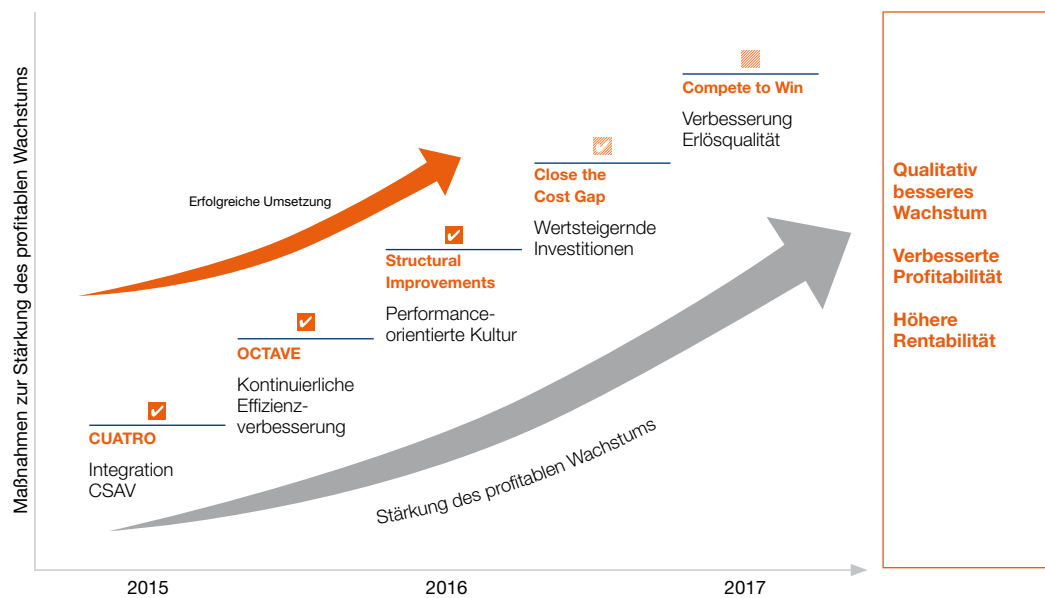 Maßnahmen zur Stärkung des profitablen Wachstums
Compete to Win
Verbesserung
Erlösqualität
Close the
Cost Gap
Wertsteigernde
Investitionen
Erfolgreiche Umsetzung
Structural
Improvements
Performance-
orientierte Kultur
OCTAVE
Kontinuierliche
Effizienz-
verbesserung
CUATRO
Integration
CSAV
Stärkung des profitablen Wachstums
Qualitativ
besseres
Wachstum
Verbesserte
Profitabilität
Höhere
Rentabilität
2015
2016
2017